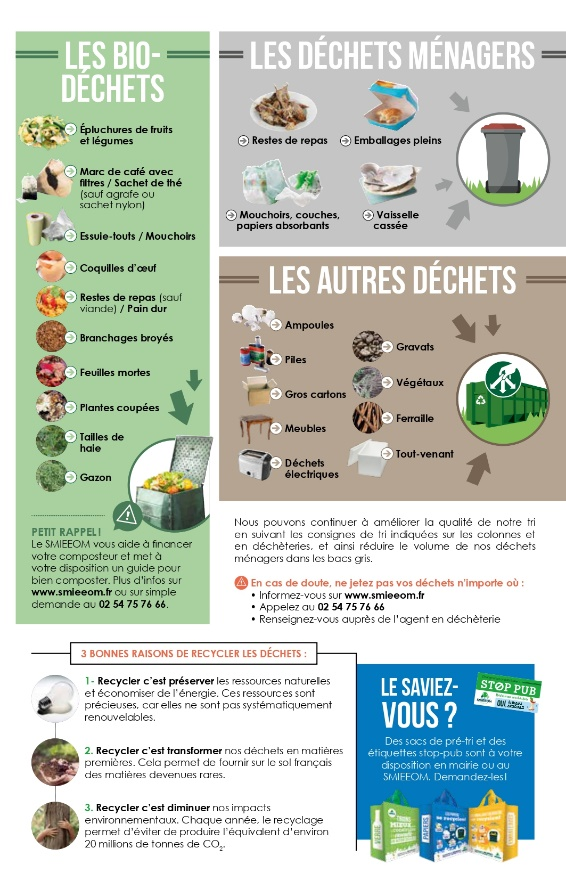 LES BIO-
DÉCHETS
Épluchures de fruits
et légumes
Marc de café avec
filtres / Sachet de thé
(sauf agrafe ou
sachet nylon)
Essuie-touts / Mouchoirs
Coquilles d'œuf
Restes de repas (sauf
viande) / Pain dur
Branchages broyés
Feuilles mortes
Plantes coupées
Tailles de
haie
Gazon
PETIT RAPPEL !
Le SMIEEOM vous aide à financer
votre composteur et met à
votre disposition un guide pour
bien composter. Plus d'infos sur
www.smieeom.fr ou sur simple
demande au 02 54 75 76 66.
LES DÉCHETS MÉNAGERS
Restes de repas
Emballages pleins
Mouchoirs, couches,
papiers absorbants
Vaisselle
cassée
LES AUTRES DÉCHETS
Ampoules
Piles
Gros cartons
Meubles
Déchets
électriques
Gravats
Végétaux
Ferraille
Tout-venant
Nous pouvons continuer à améliorer la qualité de notre tri
en suivant les consignes de tri indiquées sur les colonnes et
en déchèteries, et ainsi réduire le volume de nos déchets
ménagers dans les bacs gris.
En cas de doute, ne jetez pas vos déchets n'importe où :
• Informez-vous sur www.smieeom.fr
• Appelez au 02 54 75 76 66
• Renseignez-vous auprès de l'agent en déchèterie
3 BONNES RAISONS DE RECYCLER LES DÉCHETS :
1- Recycler c'est préserver les ressources naturelles
et économiser de l'énergie. Ces ressources sont
précieuses, car elles ne sont pas systématiquement
renouvelables.
2. Recycler c'est transformer nos déchets en matières
premières. Cela permet de fournir sur le sol français
des matières devenues rares.
3. Recycler c'est diminuer nos impacts
environnementaux. Chaque année, le recyclage
permet d'éviter de produire l'équivalent d'environ
20 millions de tonnes de CO2.
LE SAVIEZ-
VOUS ?
STOP PUB
Des sacs de pré-tri et des
étiquettes stop-pub sont à votre
disposition en mairie ou au
SMIEEOM. Demandez-les!
TRIONS
MIEUX
PAPIERS